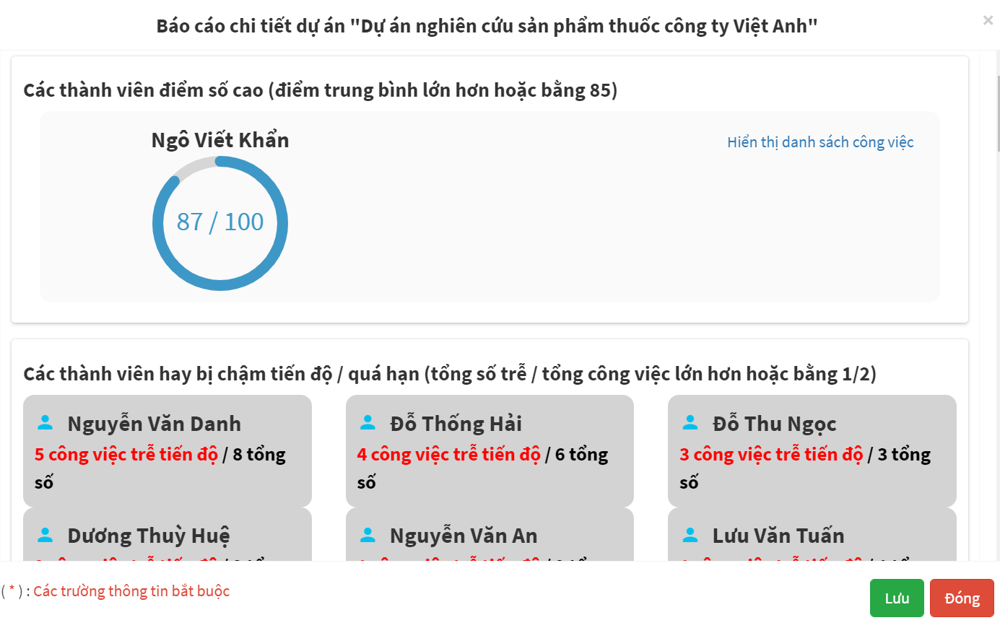 Báo cáo chi tiết dự án "Dự án nghiên cứu sản phẩm thuốc công ty Việt Anh"
×
Các thành viên điểm số cao (điểm trung bình lớn hơn hoặc bằng 85)
Ngô Viết Khẩn
Hiển thị danh sách công việc
87 / 100
Các thành viên hay bị chậm tiến độ / quá hạn (tổng số trễ / tổng công việc lớn hơn hoặc bằng 1/2)
Nguyễn Văn Danh
5 công việc trễ tiến độ / 8 tổng
số
Đỗ Thống Hải
4 công việc trễ tiến độ / 6 tổng
số
Đỗ Thu Ngọc
3 công việc trễ tiến độ / 3 tổng
số
Dương Thuỳ Huệ
Nguyễn Văn An
Lưu Văn Tuấn
( * ) : Các trường thông tin bắt buộc
Lưu
Đóng